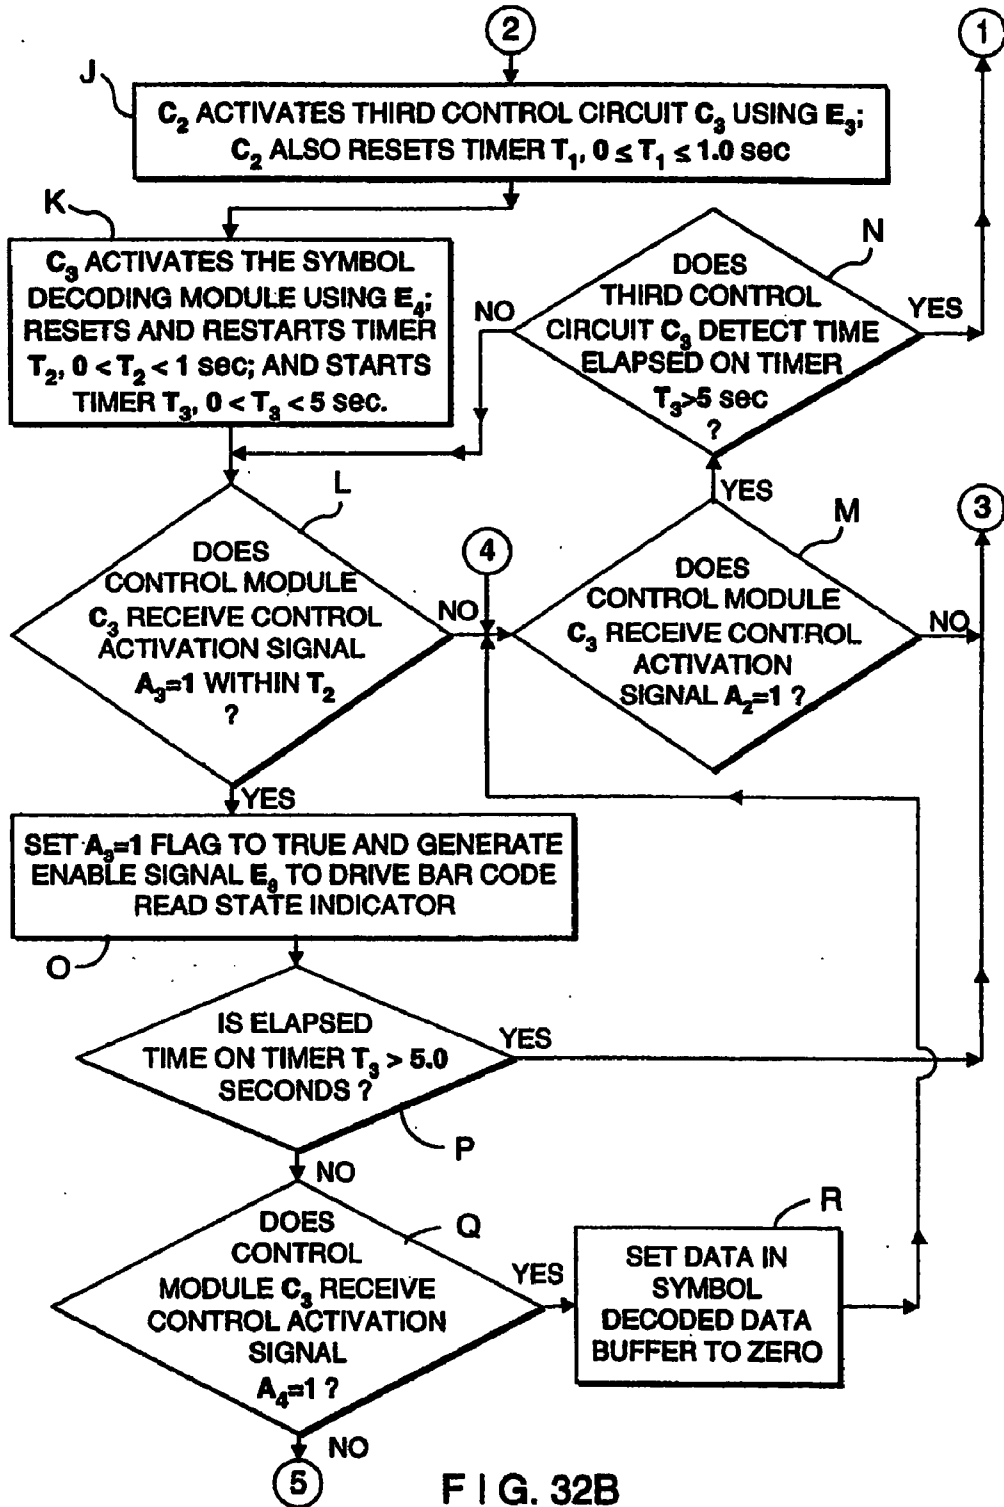 2
1
J
C2 ACTIVATES THIRD CONTROL CIRCUIT C3 USING E3;
C2 ALSO RESETS TIMER T1, 0 ≤ T1 ≤ 1.0 sec
K
C3 ACTIVATES THE SYMBOL
DECODING MODULE USING E4;
RESETS AND RESTARTS TIMER
T2, 0 < T2 < 1 sec; AND STARTS
TIMER T3, 0 < T3 < 5 sec.
N
DOES
THIRD CONTROL
CIRCUIT C3 DETECT TIME
ELAPSED ON TIMER
T3>5 sec
?
NO
YES
L
DOES
CONTROL MODULE
C3 RECEIVE CONTROL
ACTIVATION SIGNAL
A3=1 WITHIN T2
?
NO
YES
4
M
YES
DOES
CONTROL MODULE
C3 RECEIVE CONTROL
ACTIVATION
SIGNAL A2=1 ?
NO
3
SET A3=1 FLAG TO TRUE AND GENERATE
ENABLE SIGNAL E8 TO DRIVE BAR CODE
READ STATE INDICATOR
O
IS ELAPSED
TIME ON TIMER T3 > 5.0
SECONDS ?
YES
P
NO
Q
DOES
CONTROL
MODULE C3 RECEIVE
CONTROL ACTIVATION
SIGNAL
A4=1 ?
YES
R
SET DATA IN
SYMBOL
DECODED DATA
BUFFER TO ZERO
NO
5
F I G. 32B